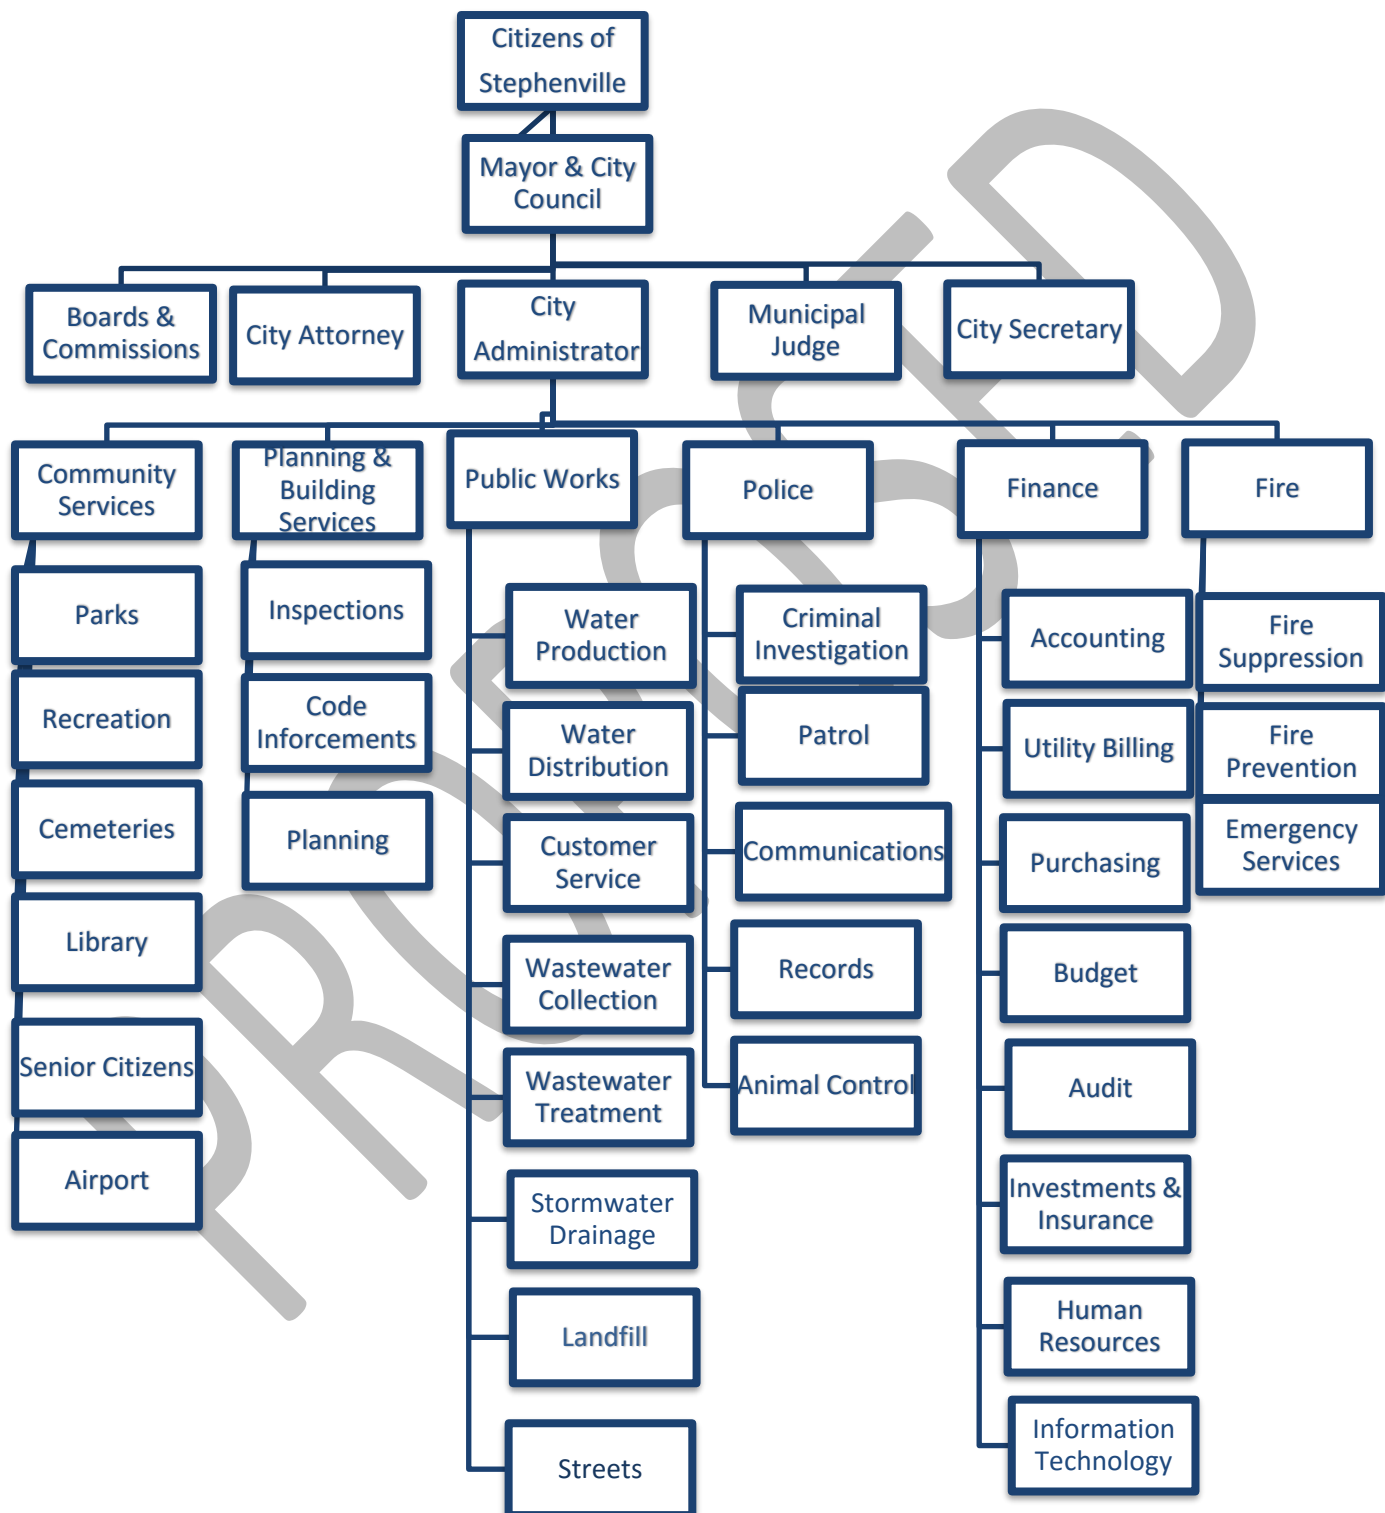 Citizens of
Stephenville
Mayor & City
Council
Boards &
Commissions
City Attorney
City
Administrator
Municipal
Judge
City Secretary
Community
Services
Planning &
Building
Services
Public Works
Police
Finance
Fire
Parks
Recreation
Cemeteries
Library
Senior Citizens
Airport
Inspections
Code
Inforcements
Planning
Water
Production
Water
Distribution
Customer
Service
Wastewater
Collection
Wastewater
Treatment
Stormwater
Drainage
Landfill
Streets
Criminal
Investigation
Patrol
Communications
Records
Animal Control
Accounting
Utility Billing
Purchasing
Budget
Audit
Investments &
Insurance
Human
Resources
Information
Technology
Fire
Suppression
Fire
Prevention
Emergency
Services
PROPOSED